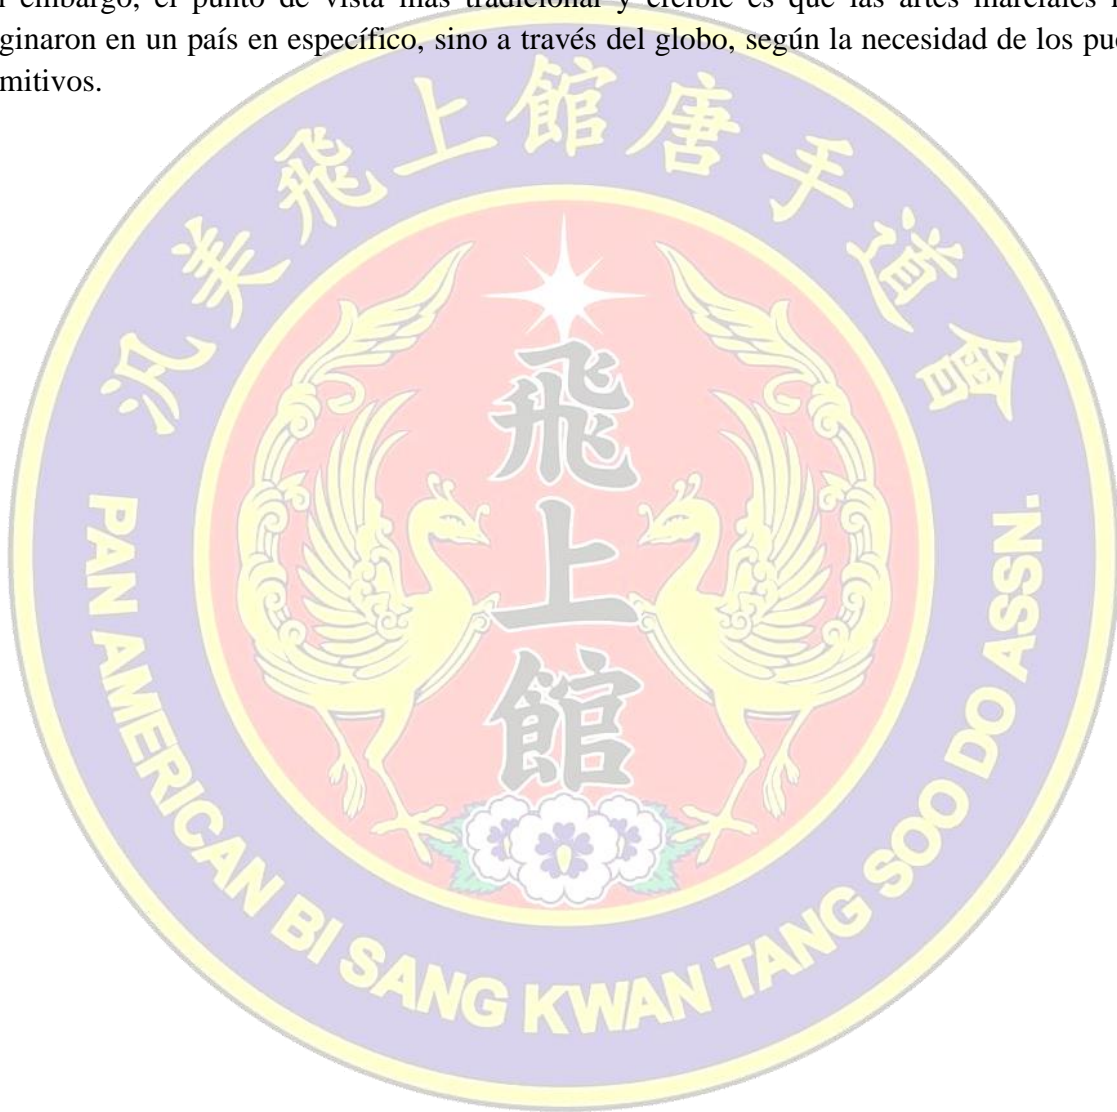 embargo, el punto de vista más tradicional y creíble es que las artes marciales
ginaron en un país en específico, sino a través del globo, según la necesidad de los pue
mitivos.
汎美飛上館唐手道會
飛
上
館
PAN AMERICAN BI SANG KWAN TANG SOO DO ASSN.